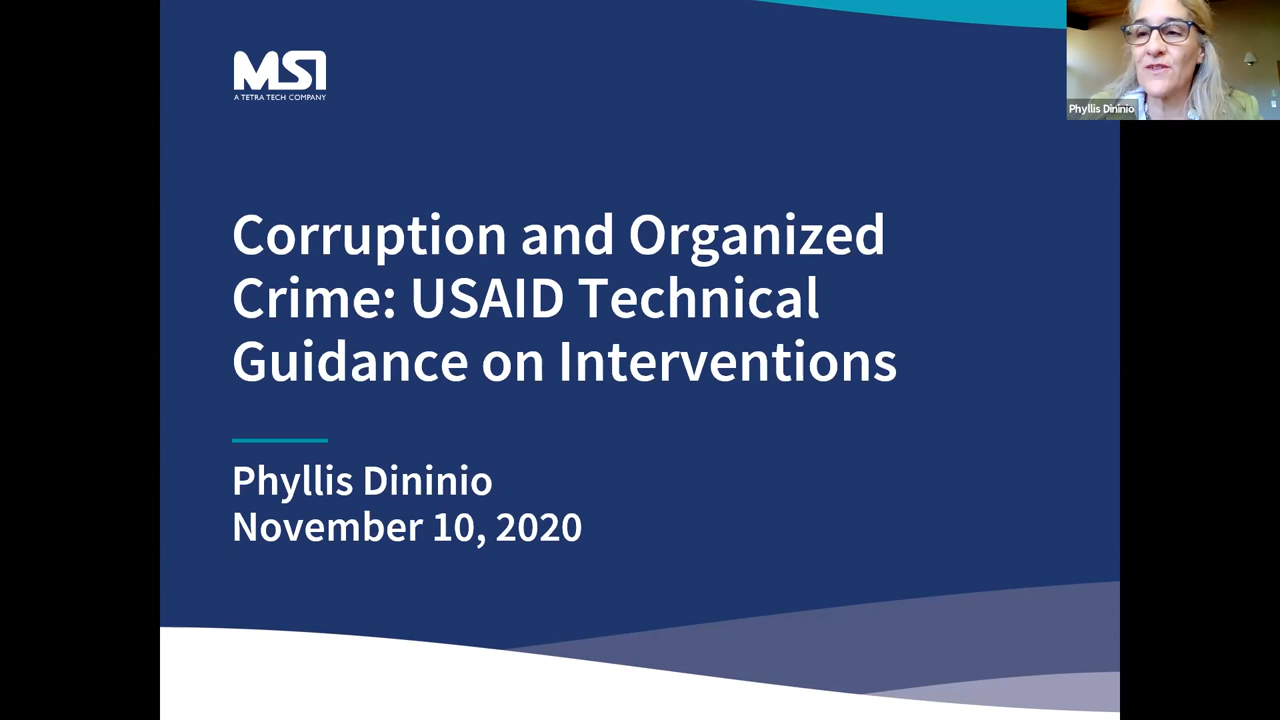 MSI
A TETRA TECH COMPANY
Phyllis Dininio
Corruption and Organized
Crime: USAID Technical
Guidance on Interventions
Phyllis Dininio
November 10, 2020